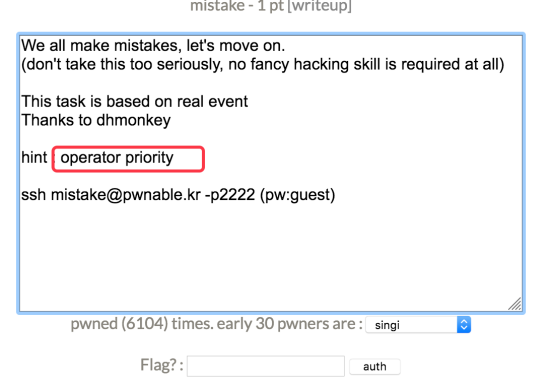 mistake - 1 pt [writeup]
We all make mistakes, let's move on.
(don't take this too seriously, no fancy hacking skill is required at all)
This task is based on real event
Thanks to dhmonkey
hint : operator priority
ssh mistake@pwnable.kr -p2222 (pw:guest)
pwned (6104) times. early 30 pwners are : singi
Flag? : auth